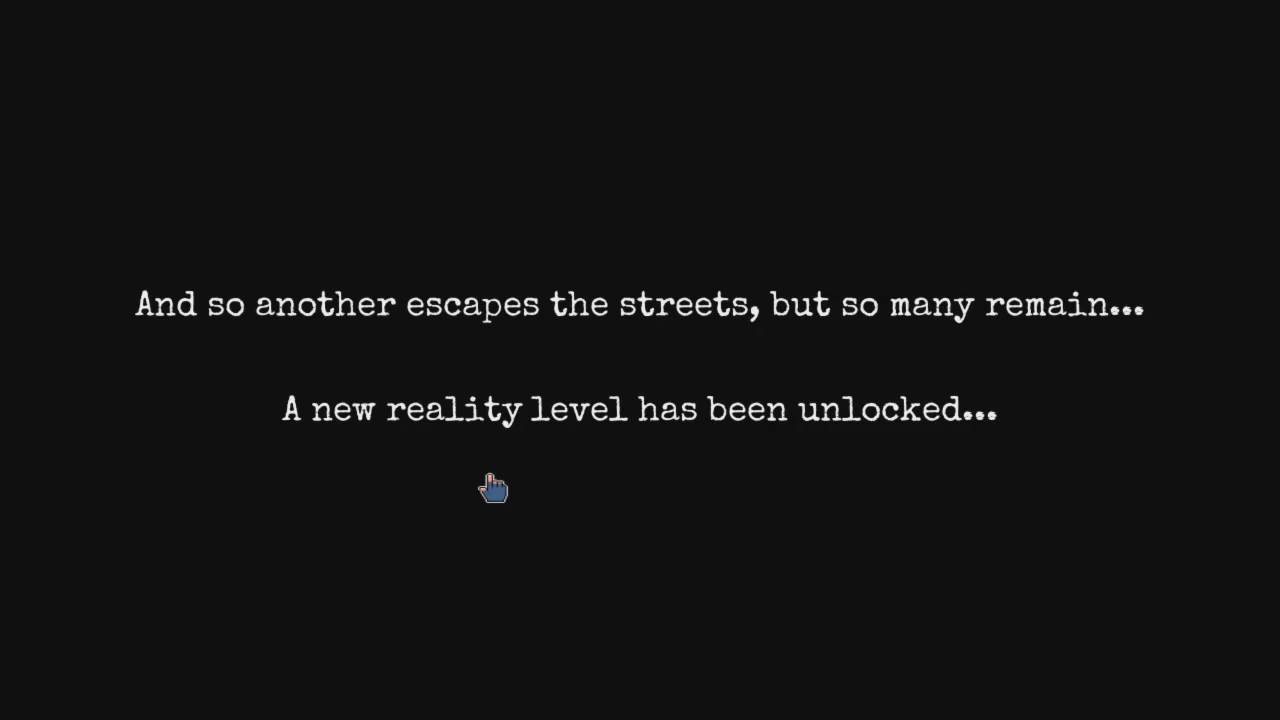 And so another escapes the streets, but so many remain...
A new reality level has been unlocked...